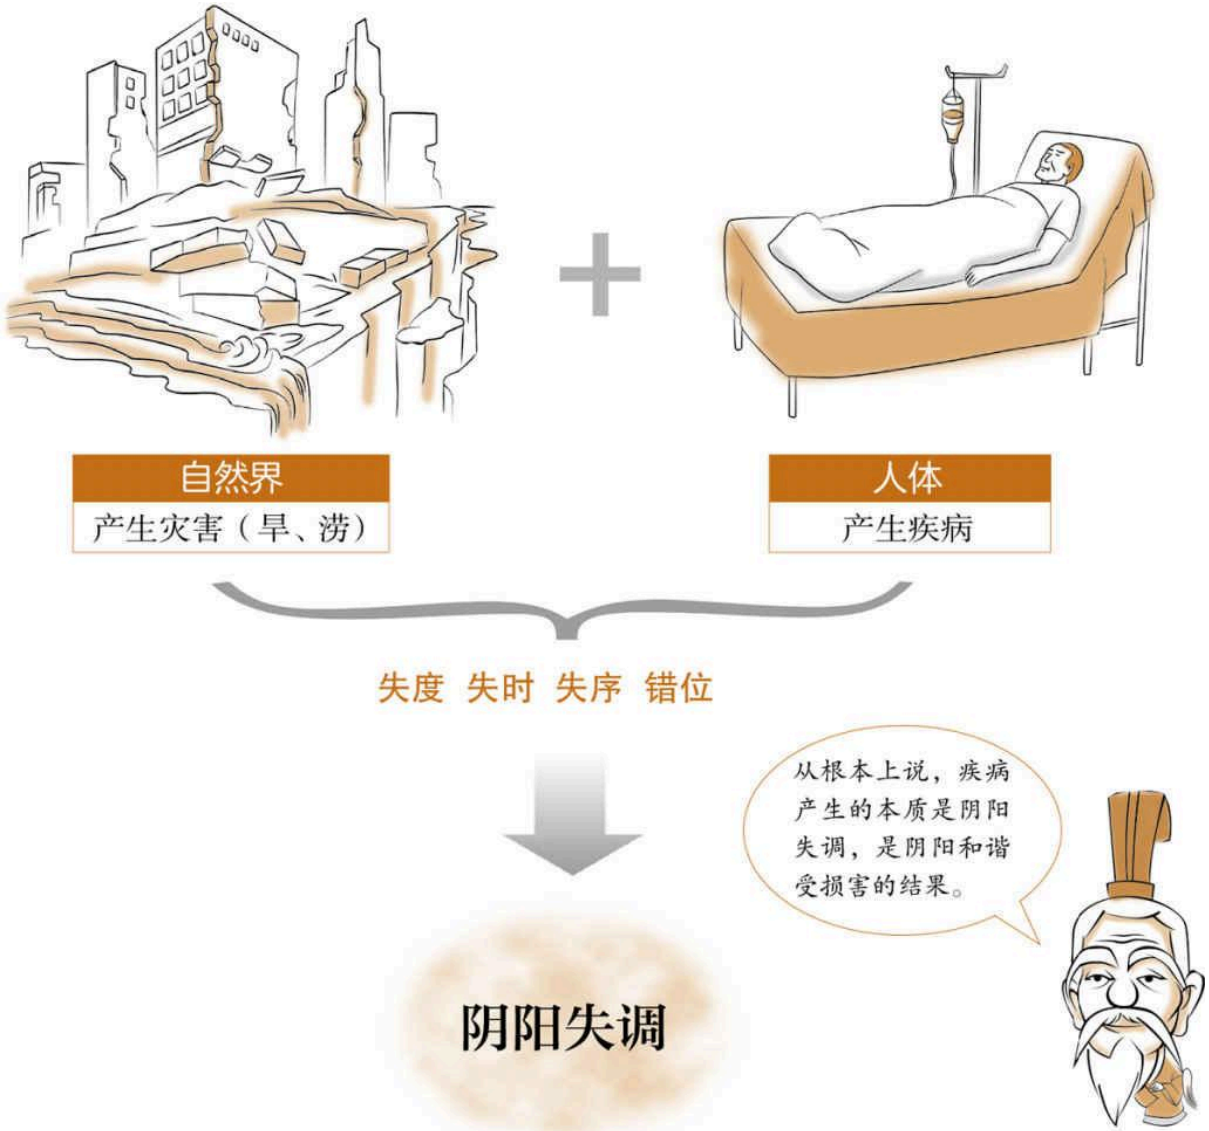 自然界
产生灾害（旱、涝）
人体
产生疾病
失度 失时 失序 错位
从根本上说，疾病
产生的本质是阴阳
失调，是阴阳和谐
受损害的结果。
阴阳失调